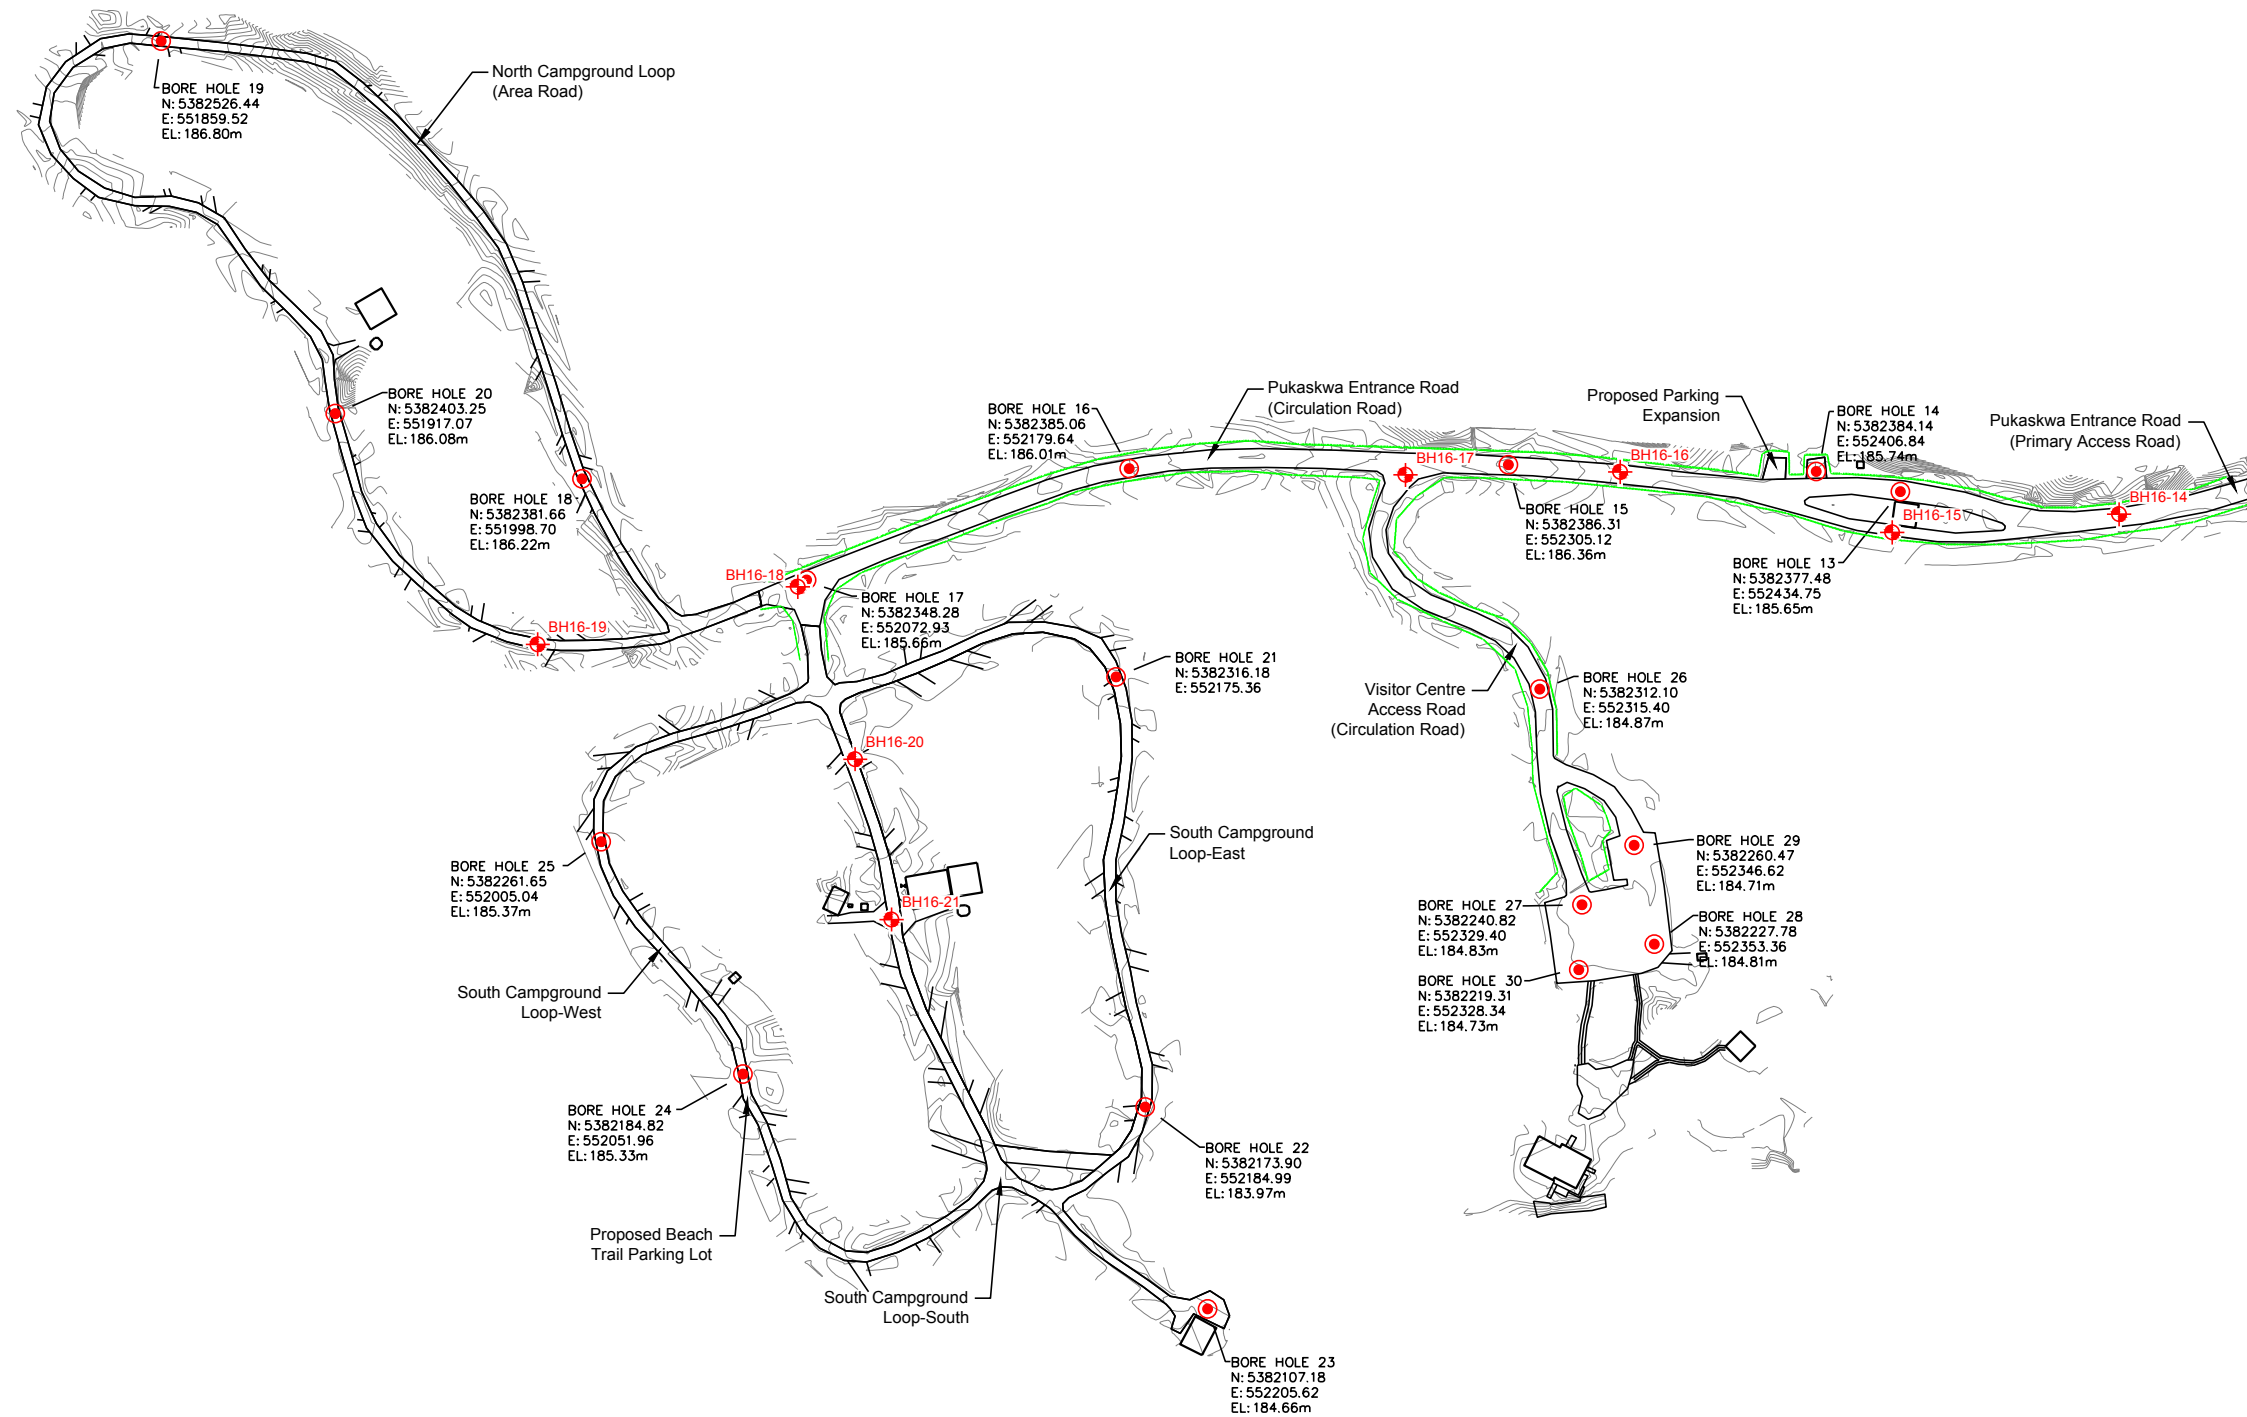 North Campground Loop
(Area Road)
BORE HOLE 19
N: 5382526.44
E: 551859.52
EL: 186.80m
BORE HOLE 20
N: 5382403.25
E: 551917.07
EL: 186.08m
BORE HOLE 18
N: 5382381.66
E: 551998.70
EL: 186.22m
BORE HOLE 16
N: 5382385.06
E: 552179.64
EL: 186.01m
Pukaskwa Entrance Road
(Circulation Road)
BH16-17
BH16-16
Proposed Parking
Expansion
BORE HOLE 14
N: 5382384.14
E: 552406.84
EL: 185.74m
Pukaskwa Entrance Road
(Primary Access Road)
BH16-14
BH16-15
BORE HOLE 15
N: 5382386.31
E: 552305.12
EL: 186.36m
BORE HOLE 13
N: 5382377.48
E: 552434.75
EL: 185.65m
BH16-18
BORE HOLE 17
N: 5382348.28
E: 552072.93
EL: 185.66m
BH16-19
BORE HOLE 21
N: 5382316.18
E: 552175.36
Visitor Centre
Access Road
(Circulation Road)
BORE HOLE 26
N: 5382312.10
E: 552315.40
EL: 184.87m
BH16-20
South Campground
Loop-East
BORE HOLE 29
N: 5382260.47
E: 552346.62
EL: 184.71m
BORE HOLE 25
N: 5382261.65
E: 552005.04
EL: 185.37m
BH16-21
BORE HOLE 27
N: 5382240.82
E: 552329.40
EL: 184.83m
BORE HOLE 28
N: 5382227.78
E: 552353.36
EL: 184.81m
BORE HOLE 30
N: 5382219.31
E: 552328.34
EL: 184.73m
South Campground
Loop-West
BORE HOLE 24
N: 5382184.82
E: 552051.96
EL: 185.33m
BORE HOLE 22
N: 5382173.90
E: 552184.99
EL: 183.97m
Proposed Beach
Trail Parking Lot
South Campground
Loop-South
BORE HOLE 23
N: 5382107.18
E: 552205.62
EL: 184.66m